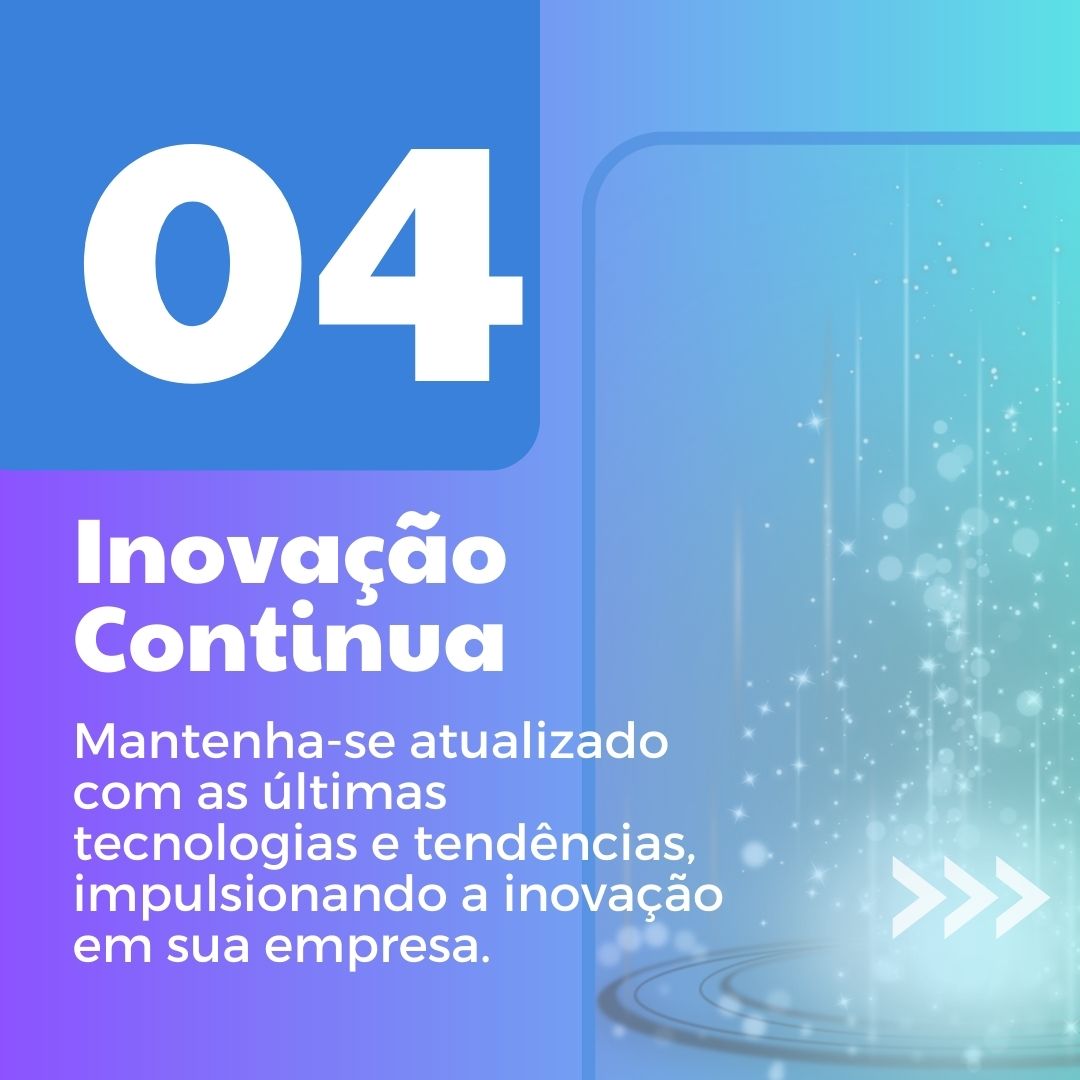 04
Inovação
Continua
Mantenha-se atualizado
com as últimas
tecnologias e tendências,
impulsionando a inovação
em sua empresa.